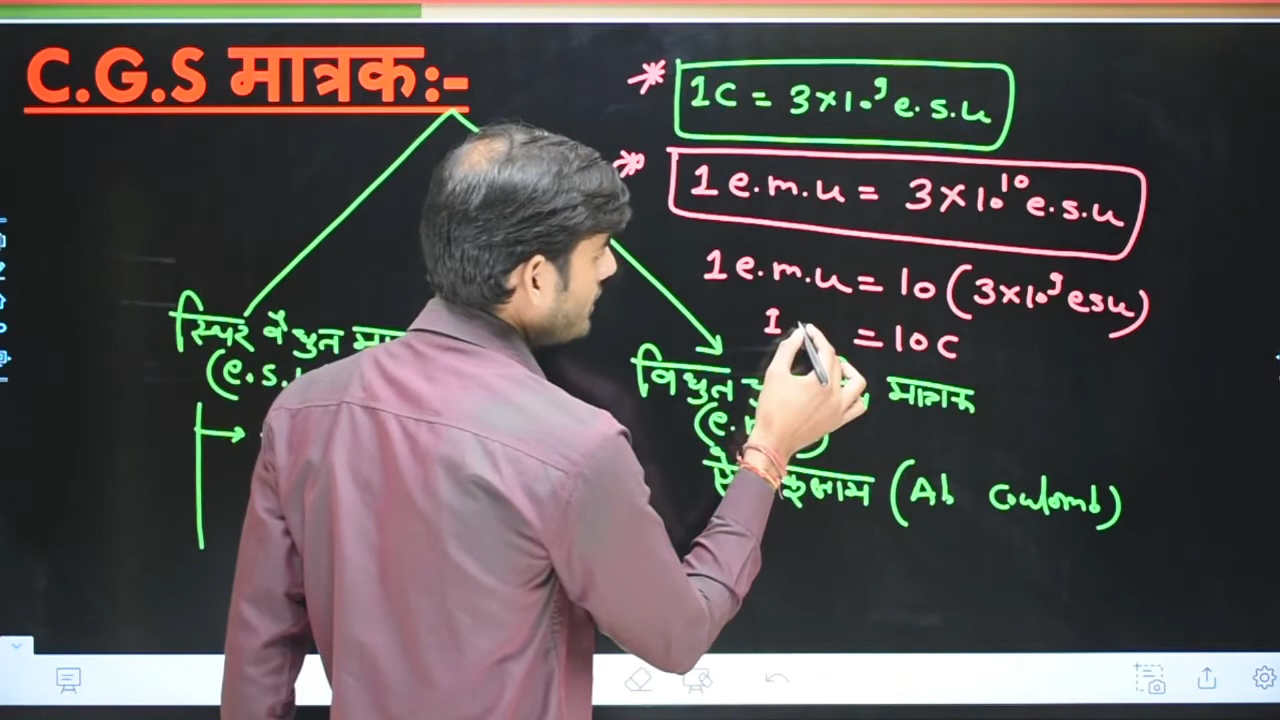 C.G.S मात्रक:-
1C = 3×10⁹ e.s.u
1 e.m.u = 3×10¹⁰ e.s.u
1 e.m.u = 10 (3×10⁹ esu)
1 = 10 C
स्थिर वैधुत
(e.s.
विधुत मात्रक
(e.
कूलाम (Ab Coulomb)